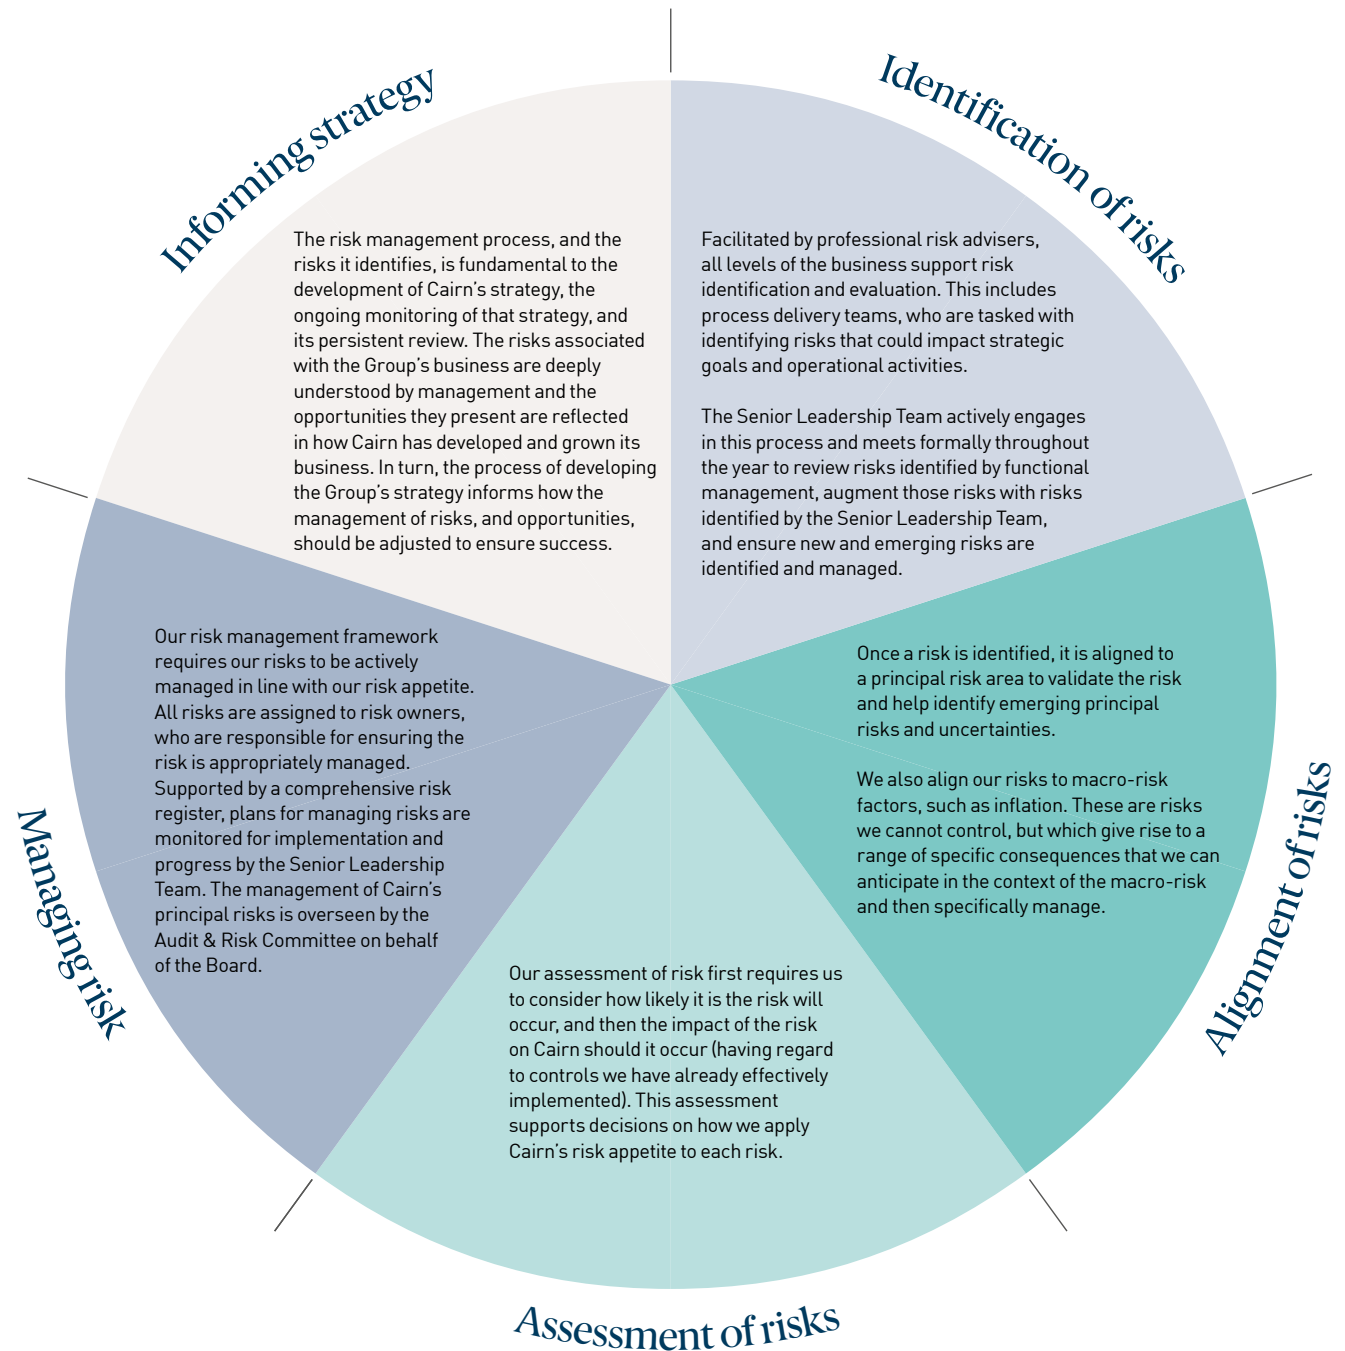 Identification of risks
Facilitated by professional risk advisers,
all levels of the business support risk
identification and evaluation. This includes
process delivery teams, who are tasked with
identifying risks that could impact strategic
goals and operational activities.
The Senior Leadership Team actively engages
in this process and meets formally throughout
the year to review risks identified by functional
management, augment those risks with risks
identified by the Senior Leadership Team,
and ensure new and emerging risks are
identified and managed.
Alignment of risks
Once a risk is identified, it is aligned to
a principal risk area to validate the risk
and help identify emerging principal
risks and uncertainties.
We also align our risks to macro-risk
factors, such as inflation. These are risks
we cannot control, but which give rise to a
range of specific consequences that we can
anticipate in the context of the macro-risk
and then specifically manage.
Assessment of risks
Our assessment of risk first requires us
to consider how likely it is the risk will
occur, and then the impact of the risk
on Cairn should it occur (having regard
to controls we have already effectively
implemented). This assessment
supports decisions on how we apply
Cairn’s risk appetite to each risk.
Managing risk
Our risk management framework
requires our risks to be actively
managed in line with our risk appetite.
All risks are assigned to risk owners,
who are responsible for ensuring the
risk is appropriately managed.
Supported by a comprehensive risk
register, plans for managing risks are
monitored for implementation and
progress by the Senior Leadership
Team. The management of Cairn’s
principal risks is overseen by the
Audit & Risk Committee on behalf
of the Board.
Informing strategy
The risk management process, and the
risks it identifies, is fundamental to the
development of Cairn’s strategy, the
ongoing monitoring of that strategy, and
its persistent review. The risks associated
with the Group’s business are deeply
understood by management and the
opportunities they present are reflected
in how Cairn has developed and grown its
business. In turn, the process of developing
the Group’s strategy informs how the
management of risks, and opportunities,
should be adjusted to ensure success.